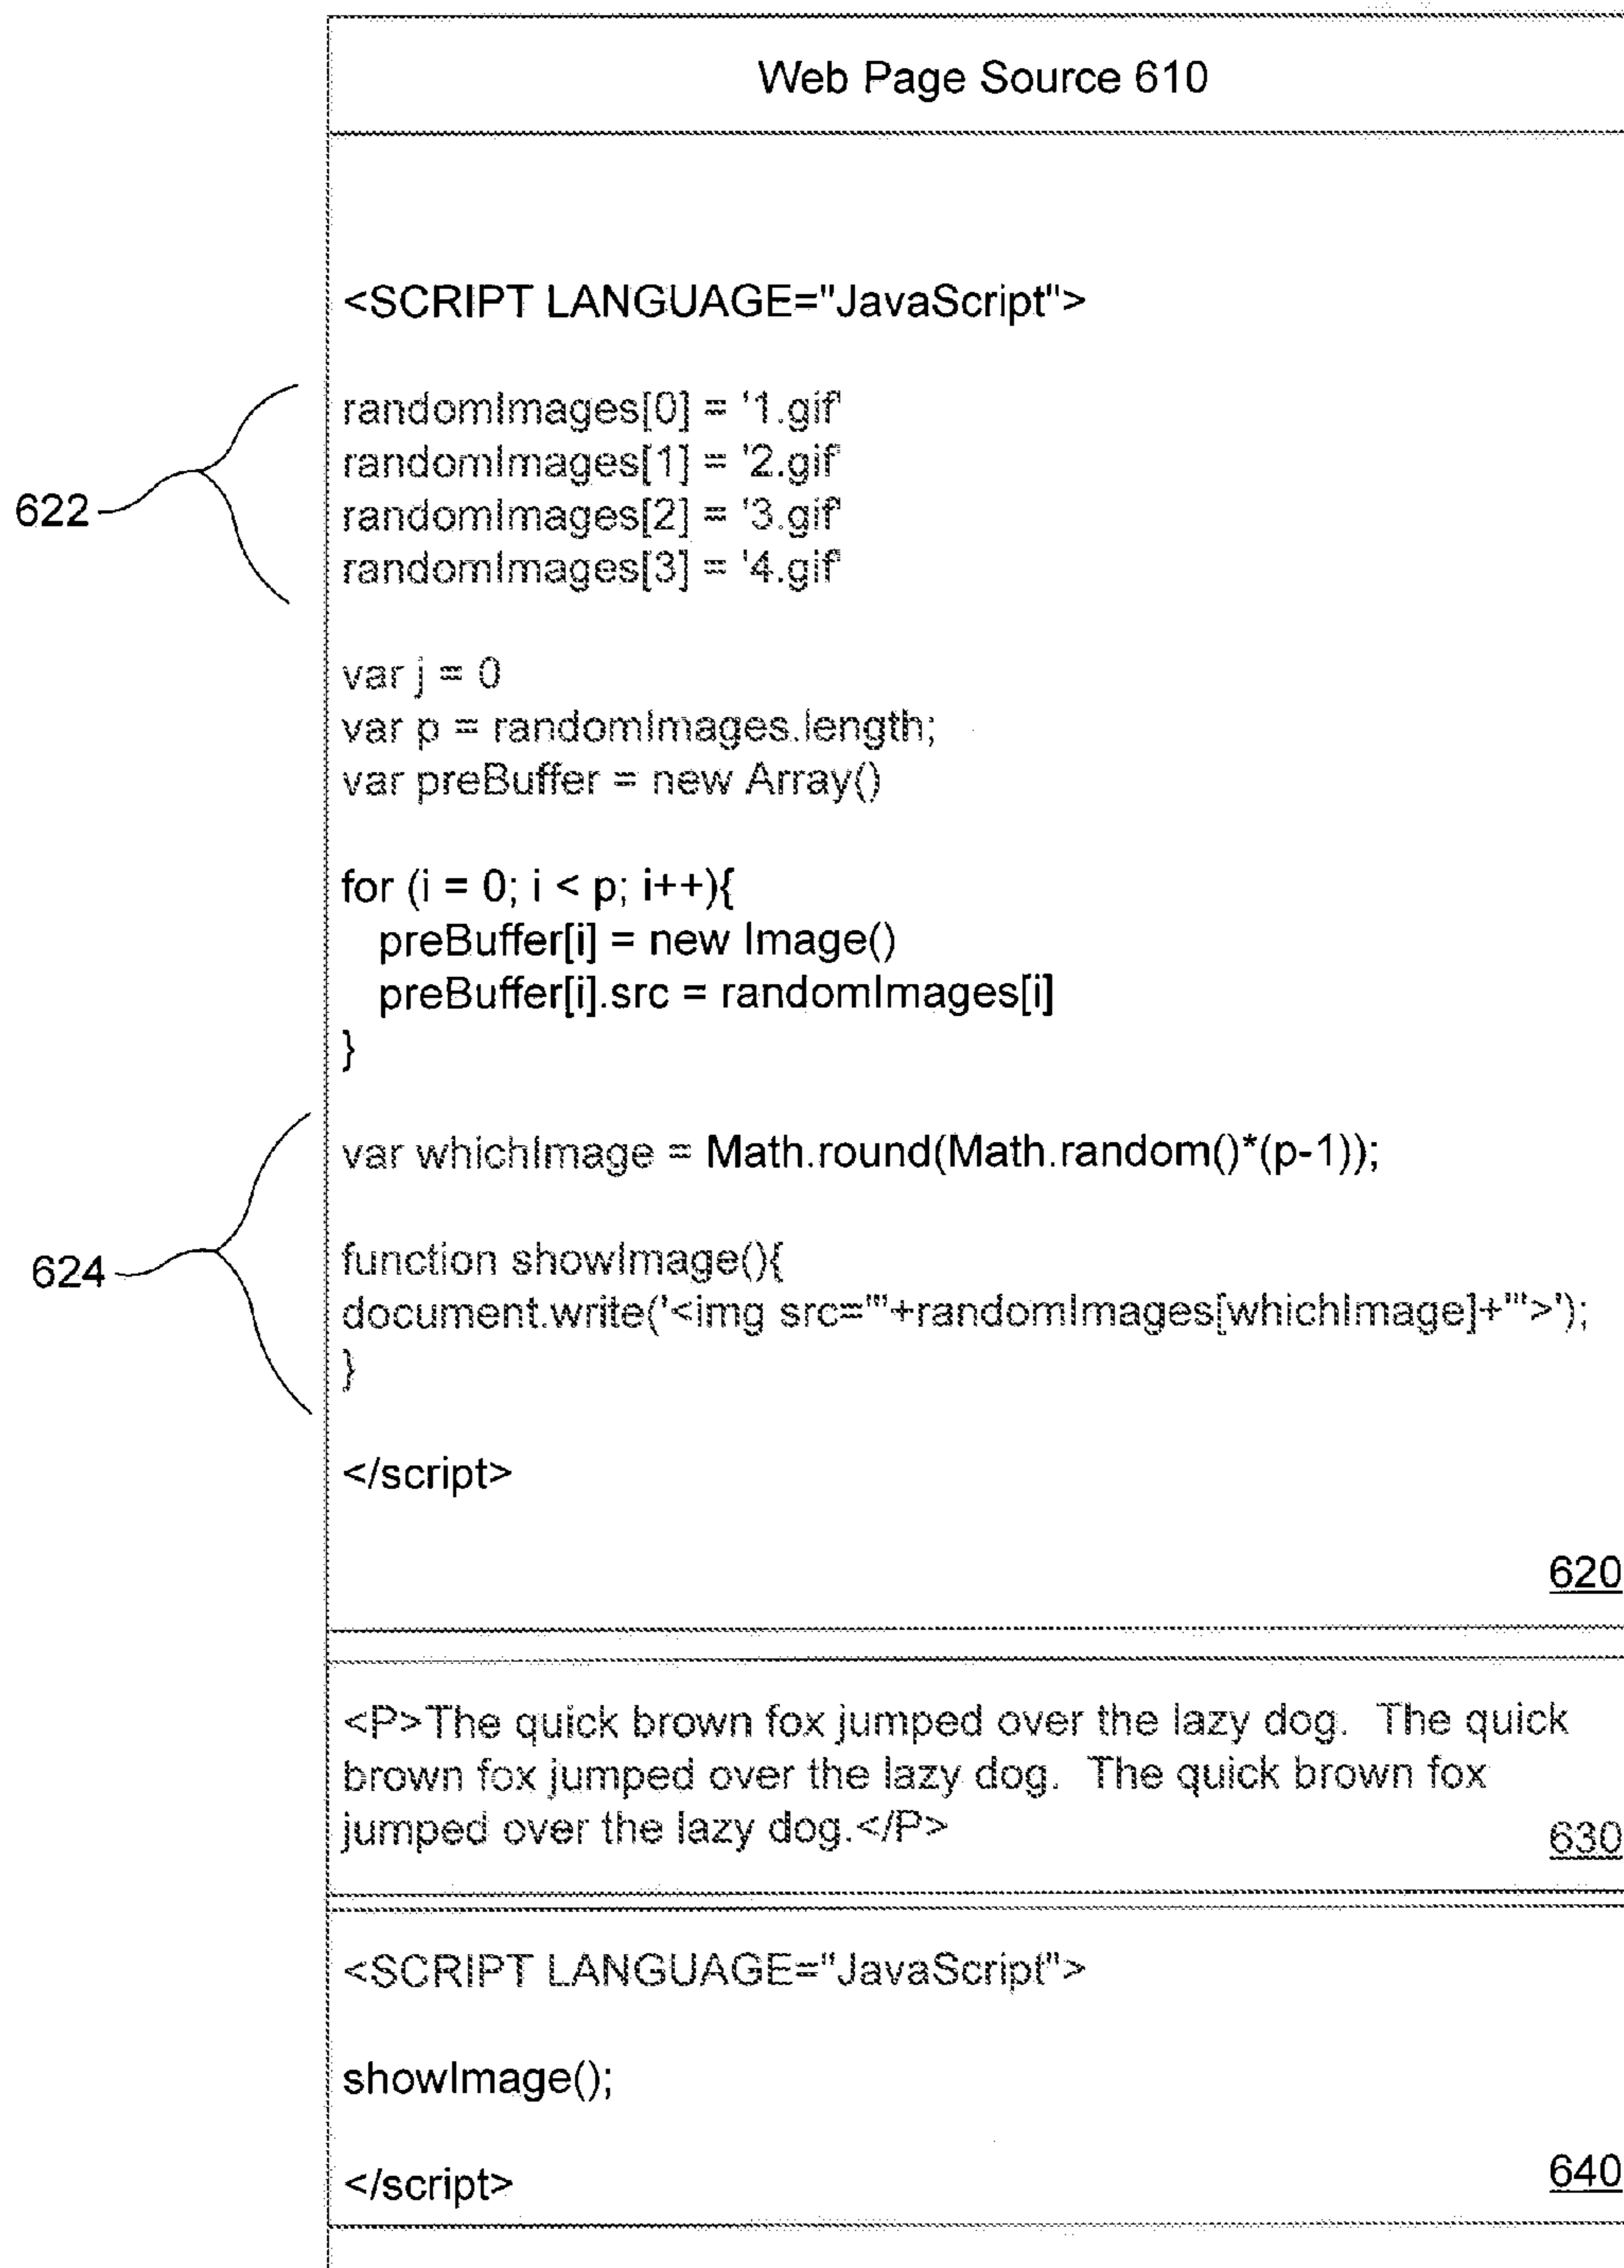 Web Page Source 610
<SCRIPT LANGUAGE="JavaScript">
randomImages[0] = '1.gif'
randomImages[1] = '2.gif'
randomImages[2] = '3.gif'
randomImages[3] = '4.gif'
622
var j = 0
var p = randomImages.length;
var preBuffer = new Array()
for (i = 0; i < p; i++){
preBuffer[i] = new Image()
preBuffer[i].src = randomImages[i]
}
var whichImage = Math.round(Math.random()*(p-1));
624
function showImage(){
document.write('<img src="'+randomImages[whichImage]+'">');
}
</script>
620
<P>The quick brown fox jumped over the lazy dog.  The quick
brown fox jumped over the lazy dog.  The quick brown fox
jumped over the lazy dog.</P>
630
<SCRIPT LANGUAGE="JavaScript">
showImage();
</script>
640